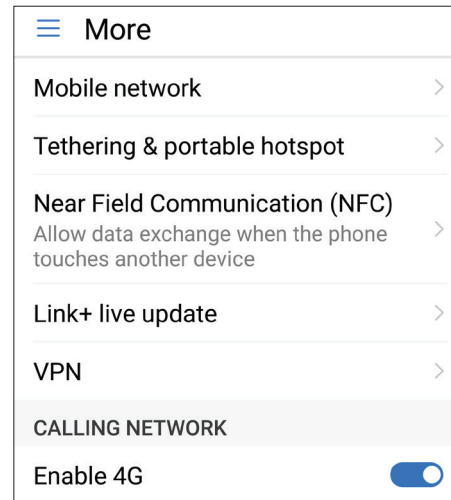 More
Mobile network
Tethering & portable hotspot
Near Field Communication (NFC)
Allow data exchange when the phone
touches another device
Link+ live update
VPN
CALLING NETWORK
Enable 4G